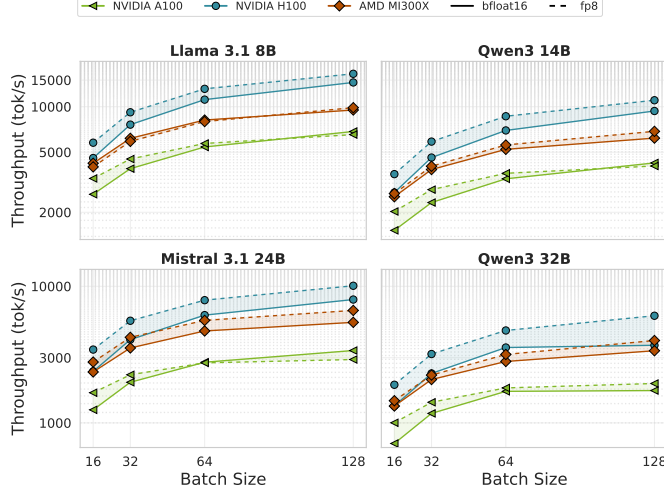 NVIDIA A100 NVIDIA H100 AMD MI300X bfloat16 fp8
Llama 3.1 8B
Qwen3 14B
Throughput (tok/s)
15000
10000
5000
2000
Mistral 3.1 24B
Qwen3 32B
Throughput (tok/s)
10000
3000
1000
16 32 64 128
16 32 64 128
Batch Size
Batch Size